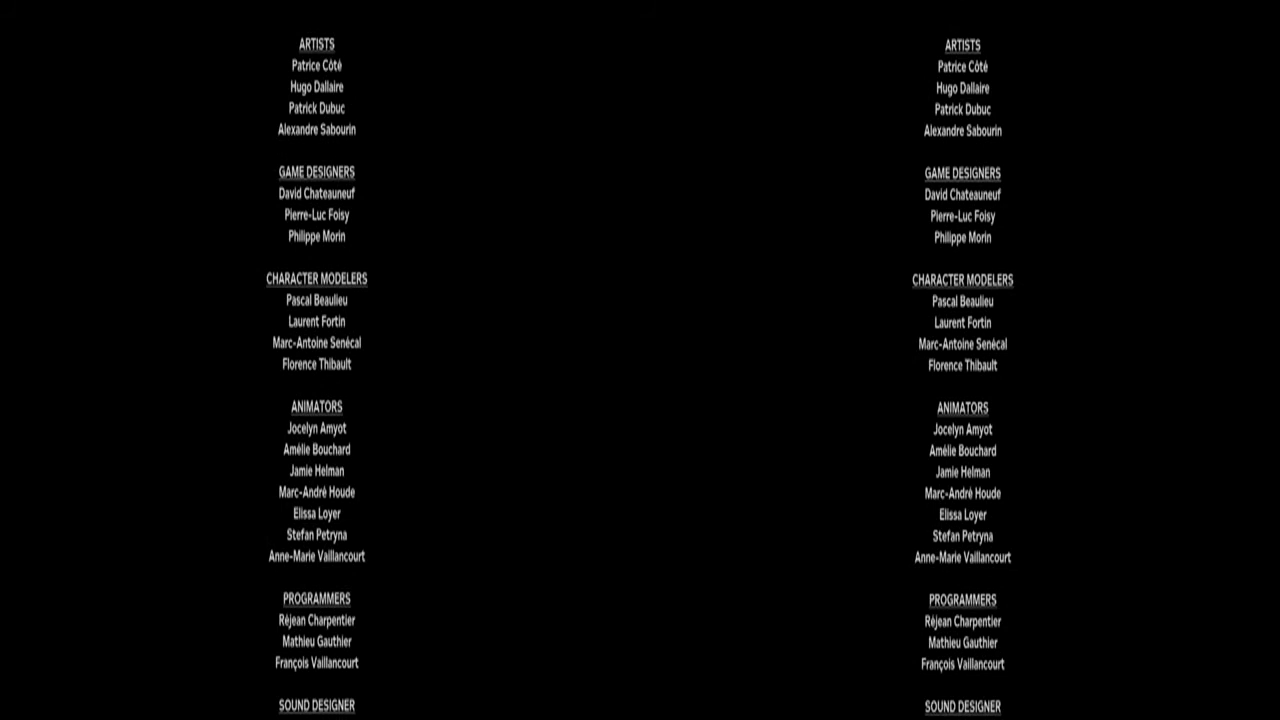 ARTISTS
Patrice Côté
Hugo Dallaire
Patrick Dubuc
Alexandre Sabourin
GAME DESIGNERS
David Chateauneuf
Pierre-Luc Foisy
Philippe Morin
CHARACTER MODELERS
Pascal Beaulieu
Laurent Fortin
Marc-Antoine Senécal
Florence Thibault
ANIMATORS
Jocelyn Amyot
Amélie Bouchard
Jamie Helman
Marc-André Houde
Elissa Loyer
Stefan Petryna
Anne-Marie Vaillancourt
PROGRAMMERS
Réjean Charpentier
Mathieu Gauthier
François Vaillancourt
SOUND DESIGNER
ARTISTS
Patrice Côté
Hugo Dallaire
Patrick Dubuc
Alexandre Sabourin
GAME DESIGNERS
David Chateauneuf
Pierre-Luc Foisy
Philippe Morin
CHARACTER MODELERS
Pascal Beaulieu
Laurent Fortin
Marc-Antoine Senécal
Florence Thibault
ANIMATORS
Jocelyn Amyot
Amélie Bouchard
Jamie Helman
Marc-André Houde
Elissa Loyer
Stefan Petryna
Anne-Marie Vaillancourt
PROGRAMMERS
Réjean Charpentier
Mathieu Gauthier
François Vaillancourt
SOUND DESIGNER